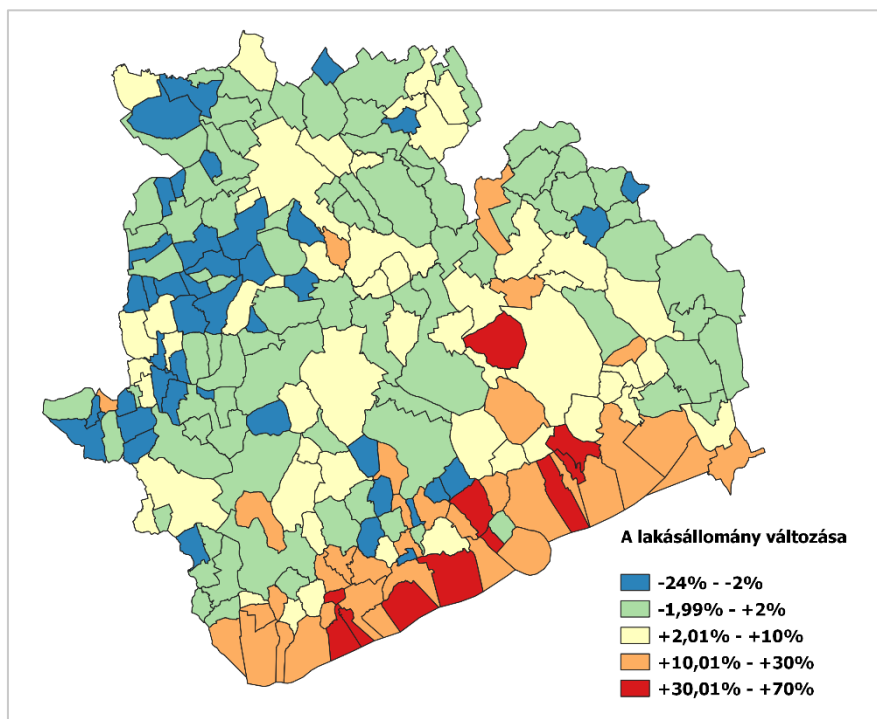 A lakásállomány változása
-24% - -2%
-1,99% - +2%
+2,01% - +10%
+10,01% - +30%
+30,01% - +70%